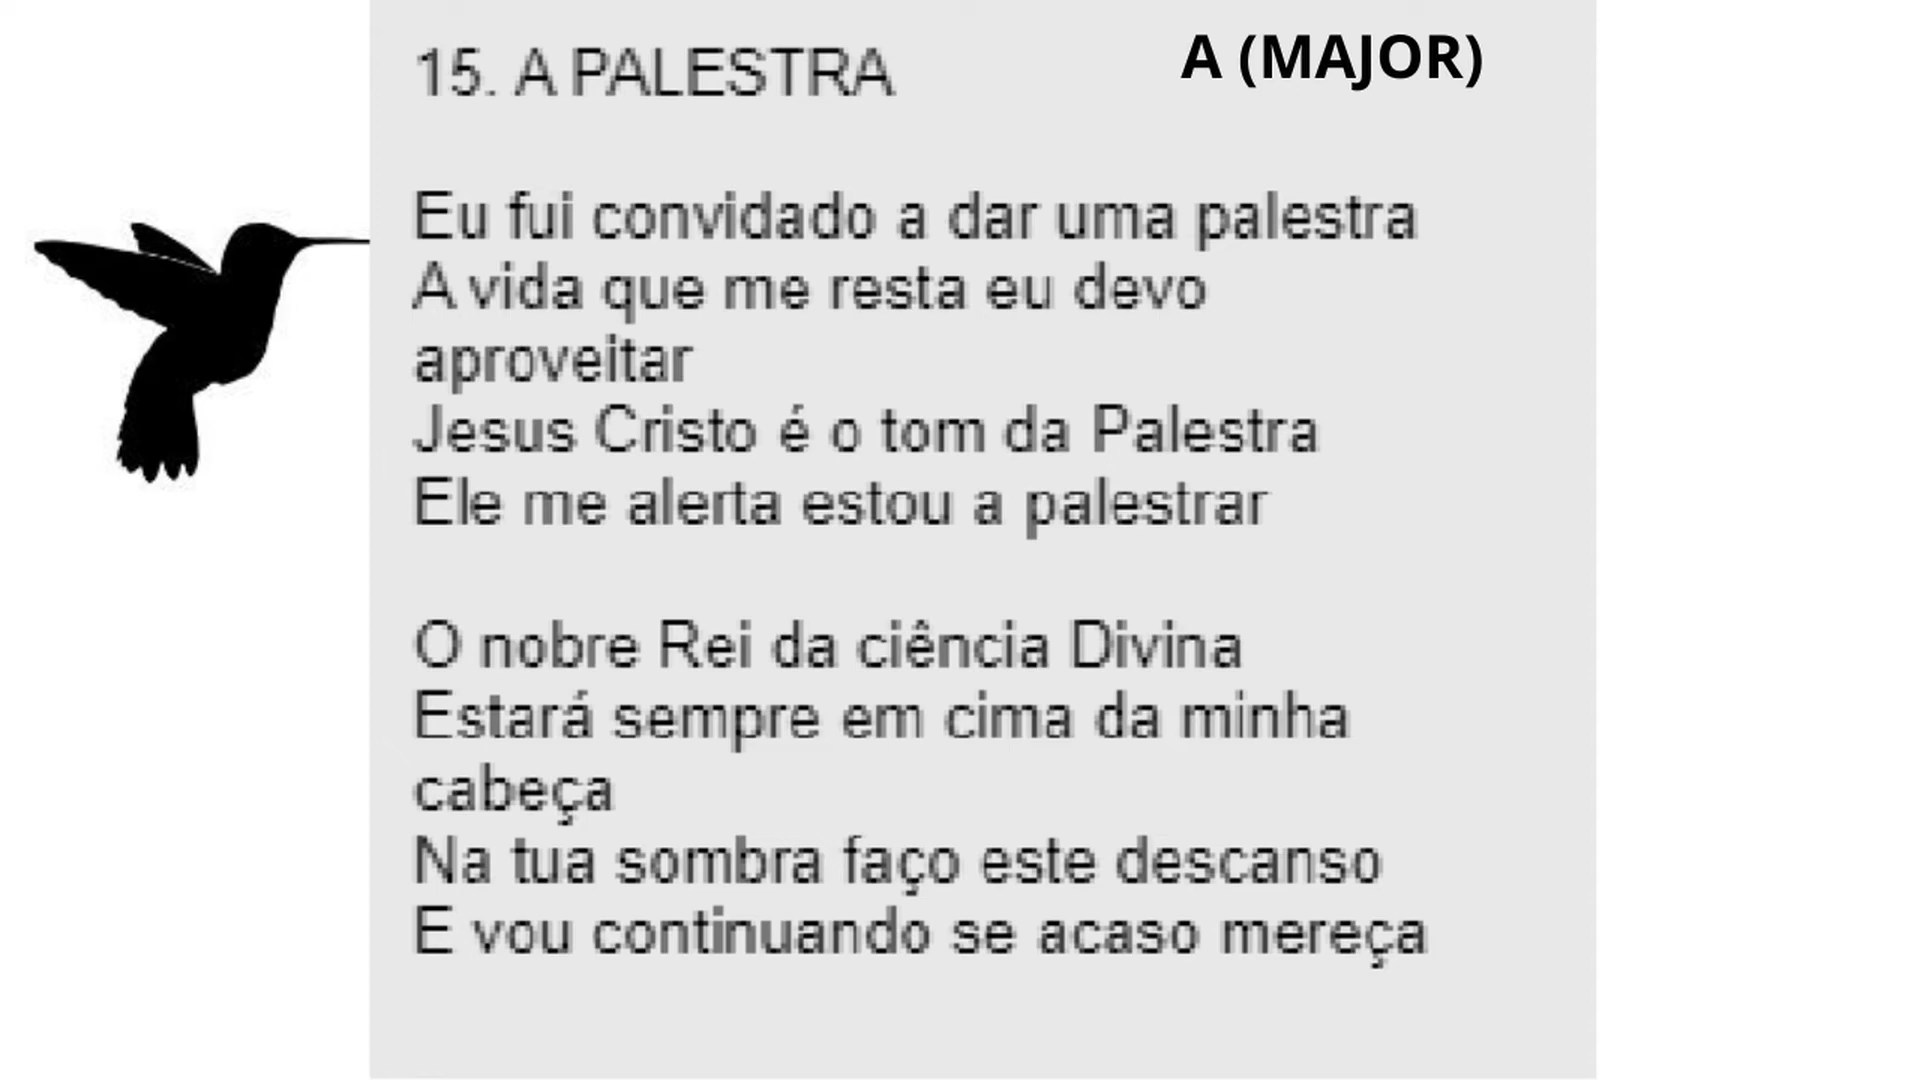 15. A PALESTRA
A (MAJOR)
Eu fui convidado a dar uma palestra
A vida que me resta eu devo
aproveitar
Jesus Cristo é o tom da Palestra
Ele me alerta estou a palestrar
O nobre Rei da ciência Divina
Estará sempre em cima da minha
cabeça
Na tua sombra faço este descanso
E vou continuando se acaso mereça